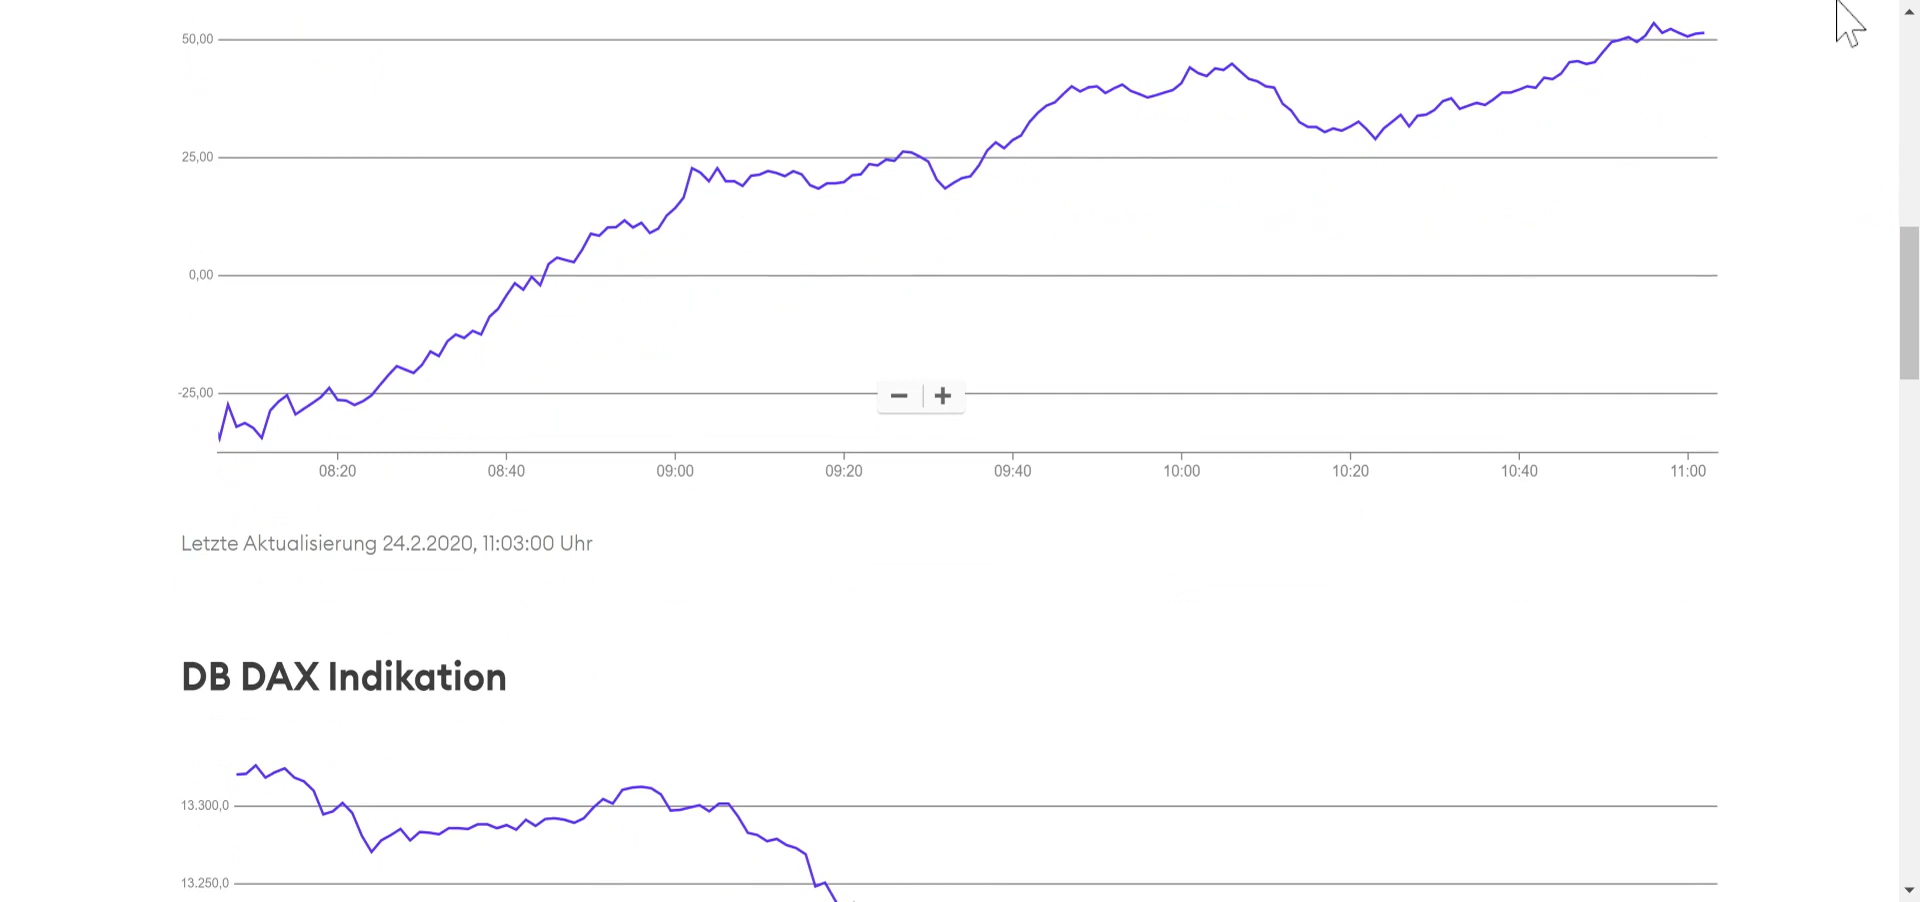 50,00
25,00
0,00
-25,00
08:20 08:40 09:00 09:20 09:40 10:00 10:20 10:40 11:00
Letzte Aktualisierung 24.2.2020, 11:03:00 Uhr
DB DAX Indikation
13.300,0
13.250,0